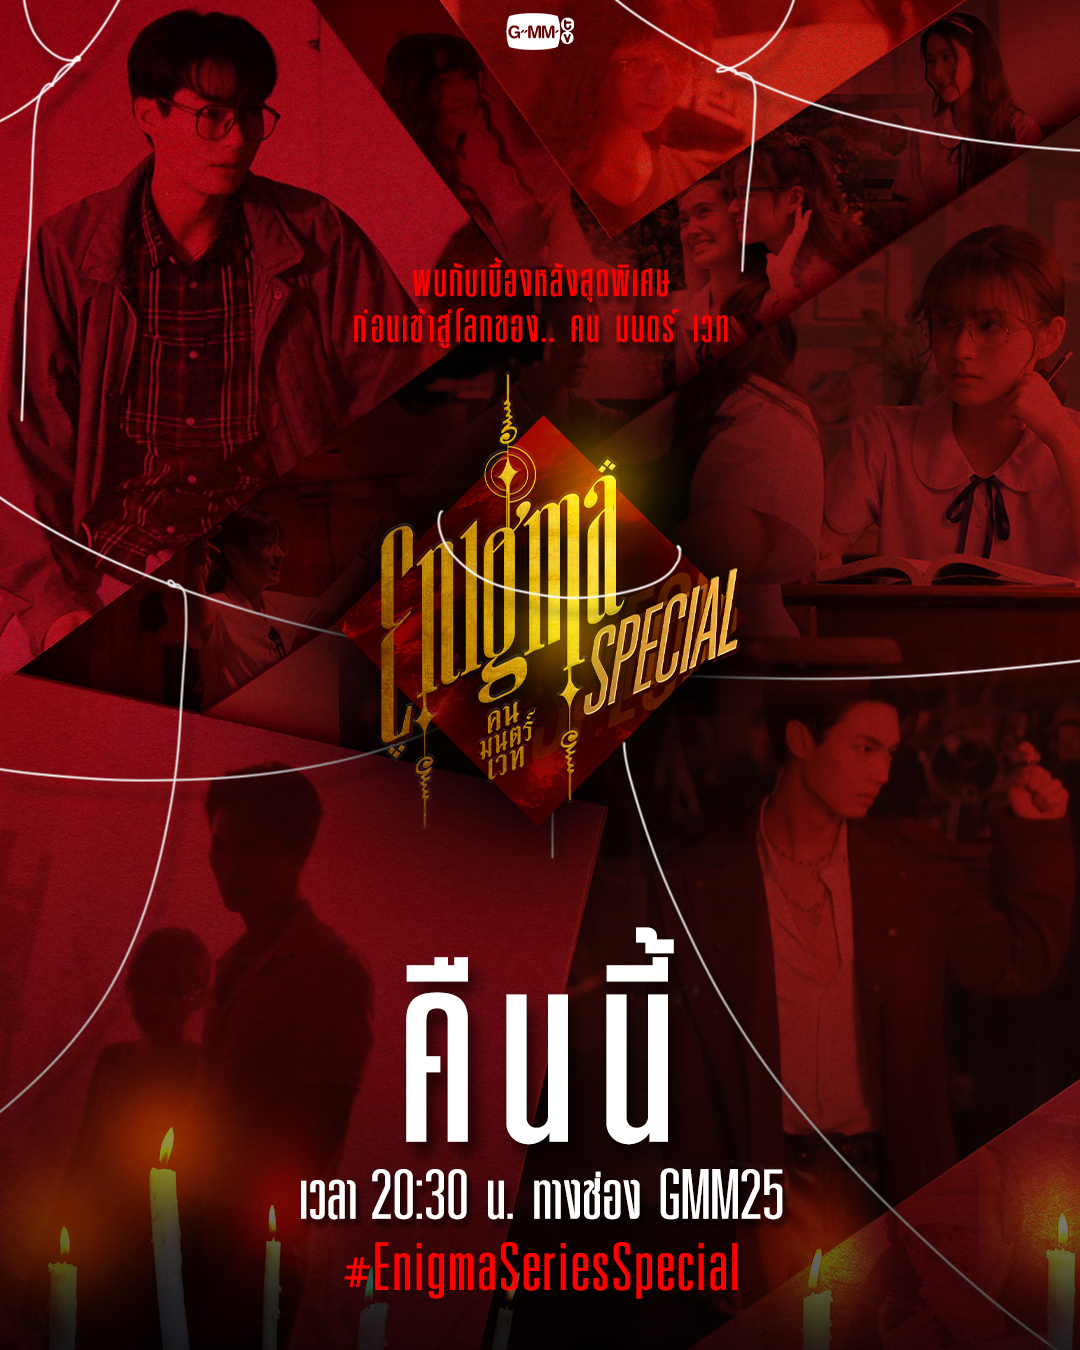 G~MM~ tv
พบกับเบื้องหลังสุดพิเศษ
ก่อนเข้าสู่โลกของ.. คน มนตร์ เวท
Enigma
SPECIAL
คน
มนตร์
เวท
คืนนี้
เวลา 20:30 น. ทางช่อง GMM25
#EnigmaSeriesSpecial